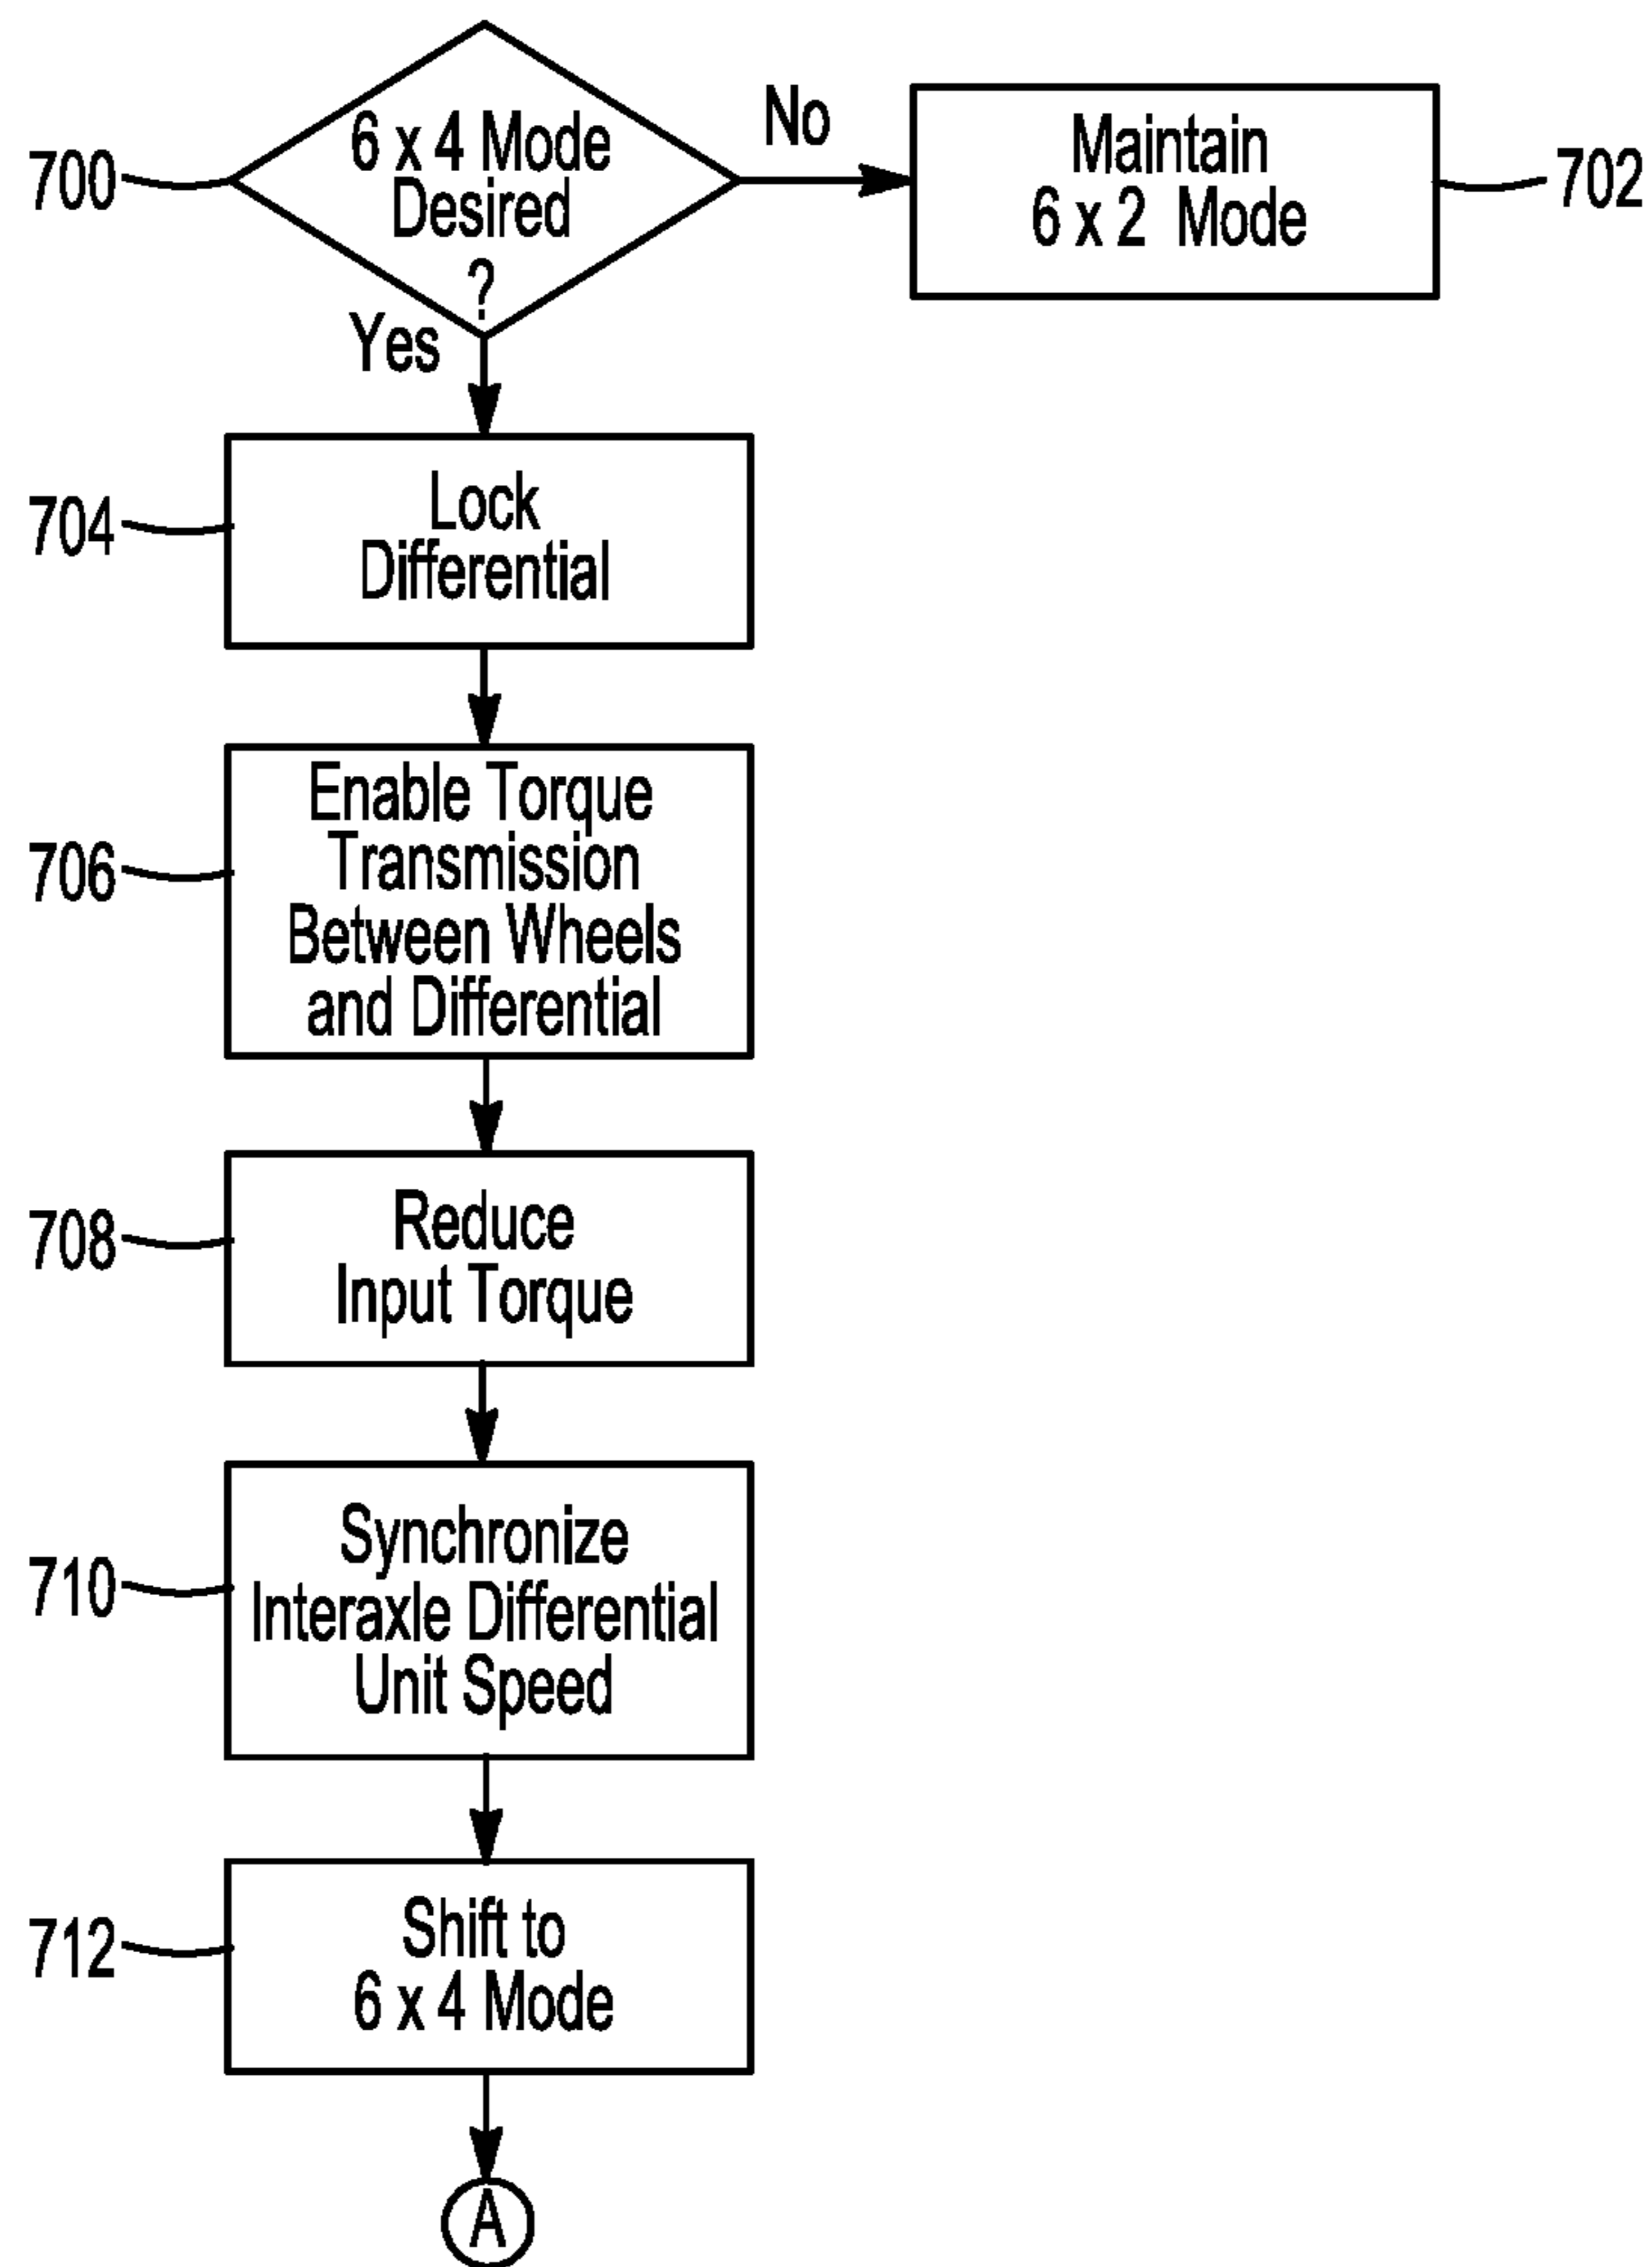 700
6 x 4 Mode
Desired
?
No
Maintain
6 x 2 Mode
702
Yes
704
Lock
Differential
706
Enable Torque
Transmission
Between Wheels
and Differential
708
Reduce
Input Torque
710
Synchronize
Interaxle Differential
Unit Speed
712
Shift to
6 x 4 Mode
A